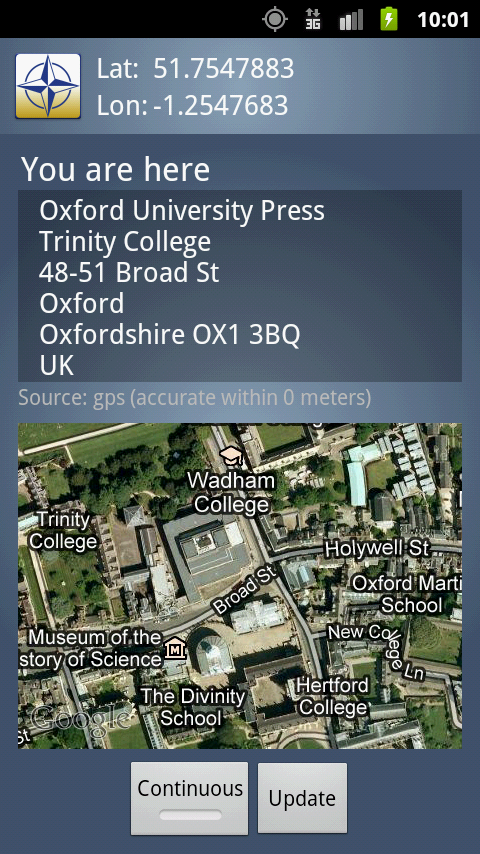 3G
10:01
Lat: 51.7547883
Lon: -1.2547683
You are here
Oxford University Press
Trinity College
48-51 Broad St
Oxford
Oxfordshire OX1 3BQ
UK
Source: gps (accurate within 0 meters)
Wadham
College
Trinity
College
Holywell St
Broad St
Oxford Marti
School
Museum of the
story of Science
M
New College Ln
The Divinity
School
Hertford
College
Google
St
Continuous
Update